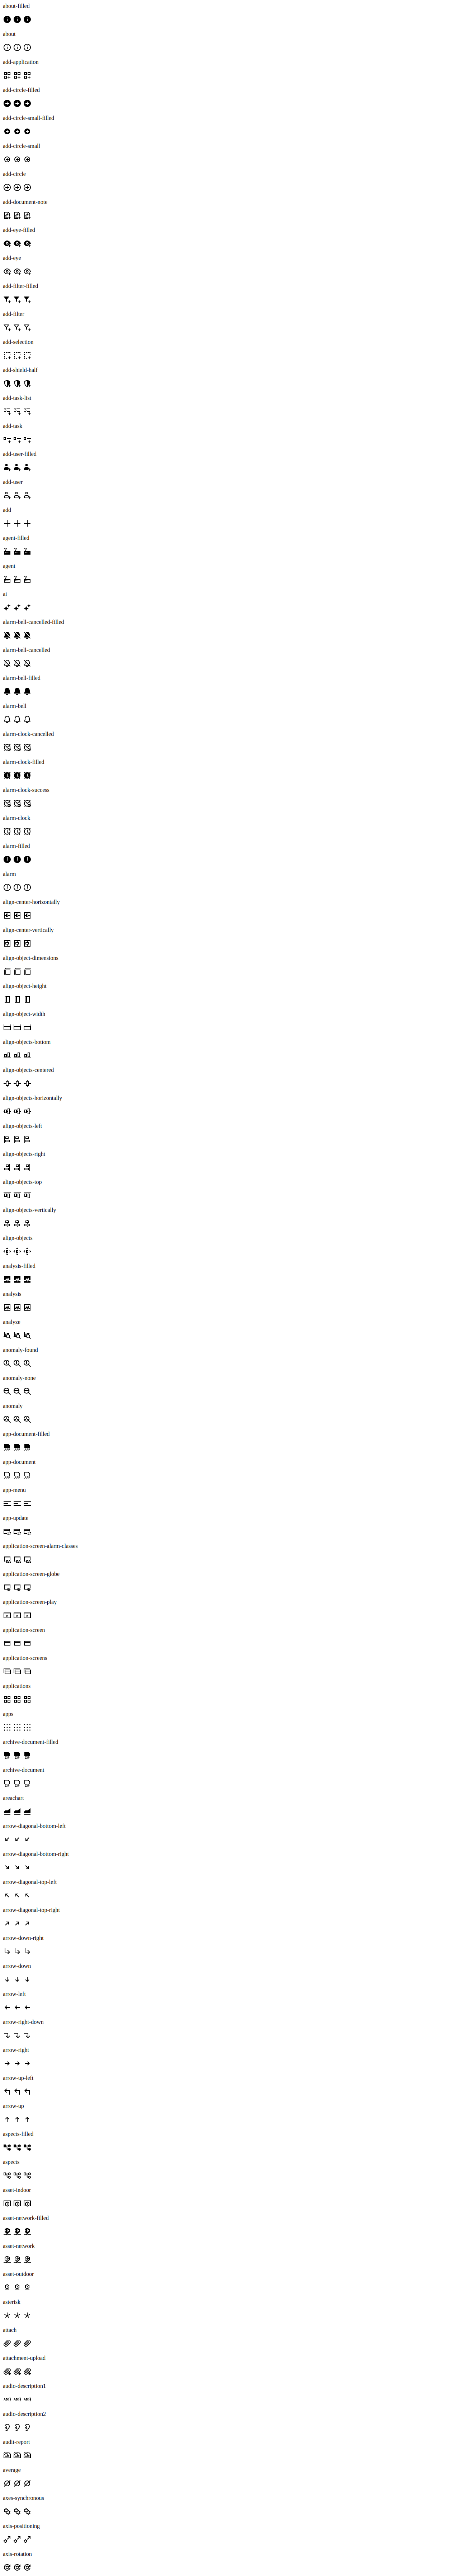 about-filled
about
add-application
add-circle-filled
add-circle-small-filled
add-circle-small
add-circle
add-document-note
add-eye-filled
add-eye
add-filter-filled
add-filter
add-selection
add-shield-half
add-task-list
add-task
add-user-filled
add-user
add
agent-filled
agent
ai
alarm-bell-cancelled-filled
alarm-bell-cancelled
alarm-bell-filled
alarm-bell
alarm-clock-cancelled
alarm-clock-filled
alarm-clock-success
alarm-clock
alarm-filled
alarm
align-center-horizontally
align-center-vertically
align-object-dimensions
align-object-height
align-object-width
align-objects-bottom
align-objects-centered
align-objects-horizontally
align-objects-left
align-objects-right
align-objects-top
align-objects-vertically
align-objects
analysis-filled
analysis
analyze
anomaly-found
anomaly-none
anomaly
app-document-filled
app-document
app-menu
app-update
application-screen-alarm-classes
application-screen-globe
application-screen-play
application-screen
application-screens
applications
apps
archive-document-filled
archive-document
areachart
arrow-diagonal-bottom-left
arrow-diagonal-bottom-right
arrow-diagonal-top-left
arrow-diagonal-top-right
arrow-down-right
arrow-down
arrow-left
arrow-right-down
arrow-right
arrow-up-left
arrow-up
aspects-filled
aspects
asset-indoor
asset-network-filled
asset-network
asset-outdoor
asterisk
attach
attachment-upload
audio-description1
audio-description2
audit-report
average
axes-synchronous
axis-positioning
axis-rotation